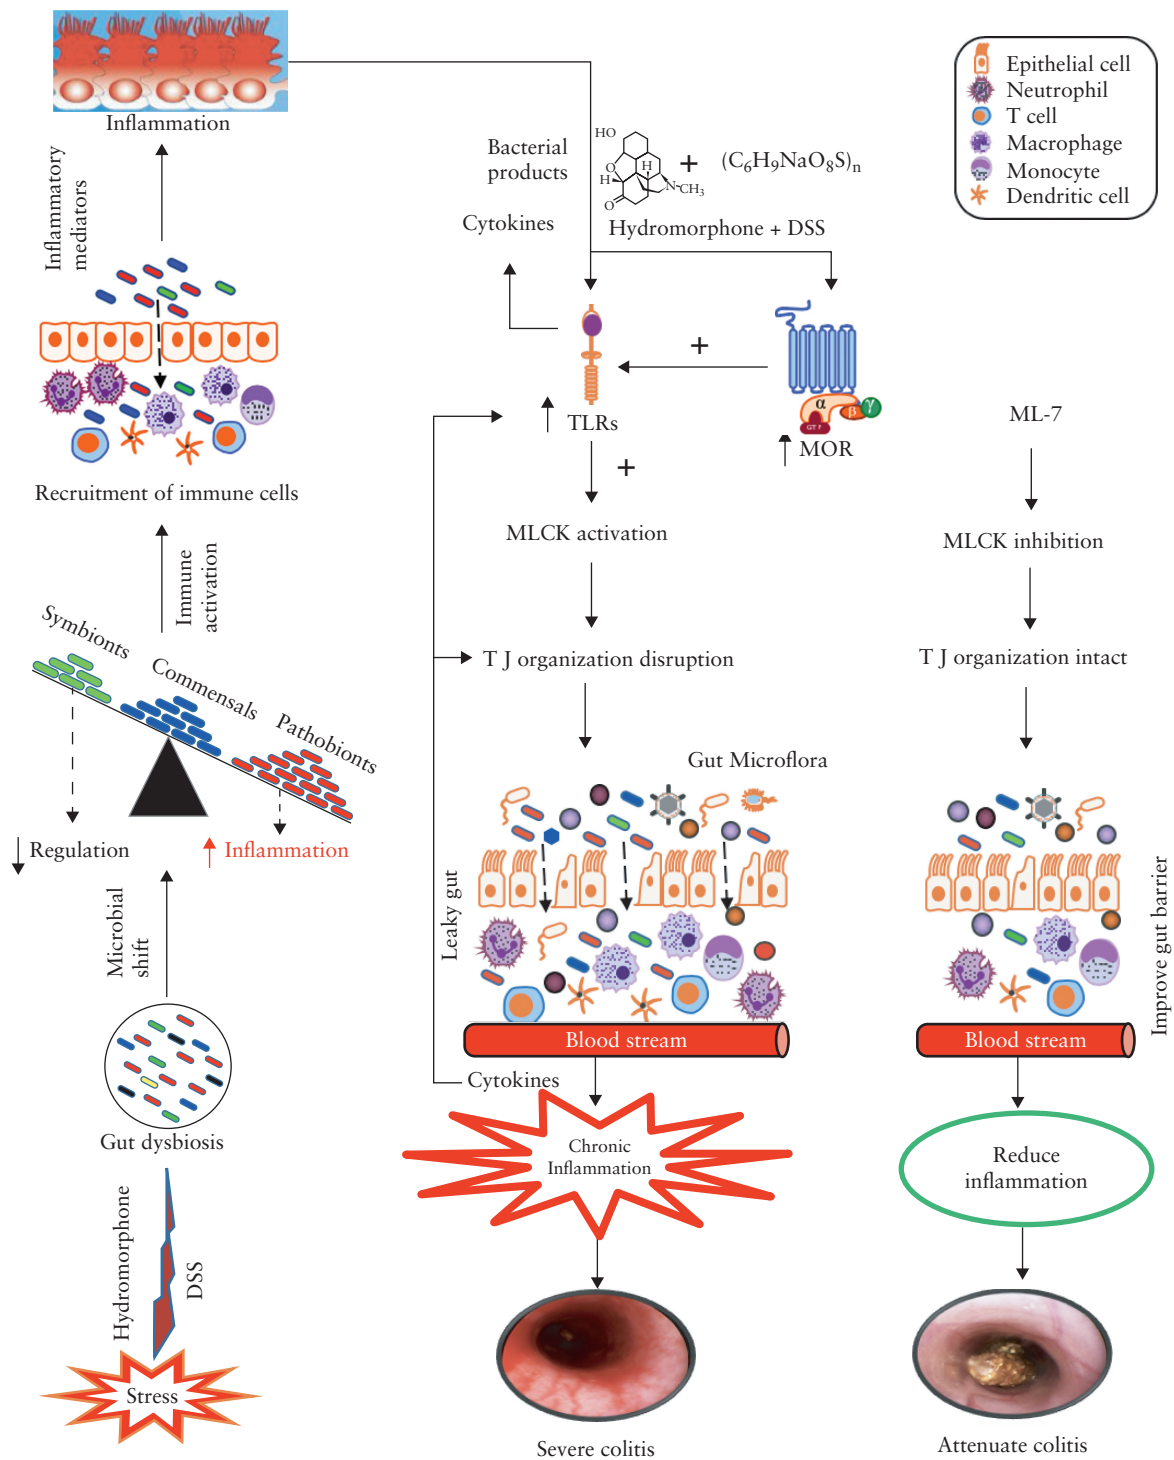 Inflammation
Inflammatory
mediators
Recruitment of immune cells
Immune
activation
Symbionts
Commensals
Pathobionts
Regulation
Inflammation
Microbial
shift
Gut dysbiosis
Hydromorphone
DSS
Stress
Bacterial
products
Cytokines
HO
O
H
H
N
CH3
O
+
(C6H9NaO8S)n
Hydromorphone + DSS
+
TLRs
α
β
γ
GTP
MOR
+
MLCK activation
T J organization disruption
Gut Microflora
Leaky gut
Blood stream
Cytokines
Chronic
Inflammation
Severe colitis
Epithelial cell
Neutrophil
T cell
Macrophage
Monocyte
Dendritic cell
ML-7
MLCK inhibition
T J organization intact
Improve gut barrier
Blood stream
Reduce
inflammation
Attenuate colitis